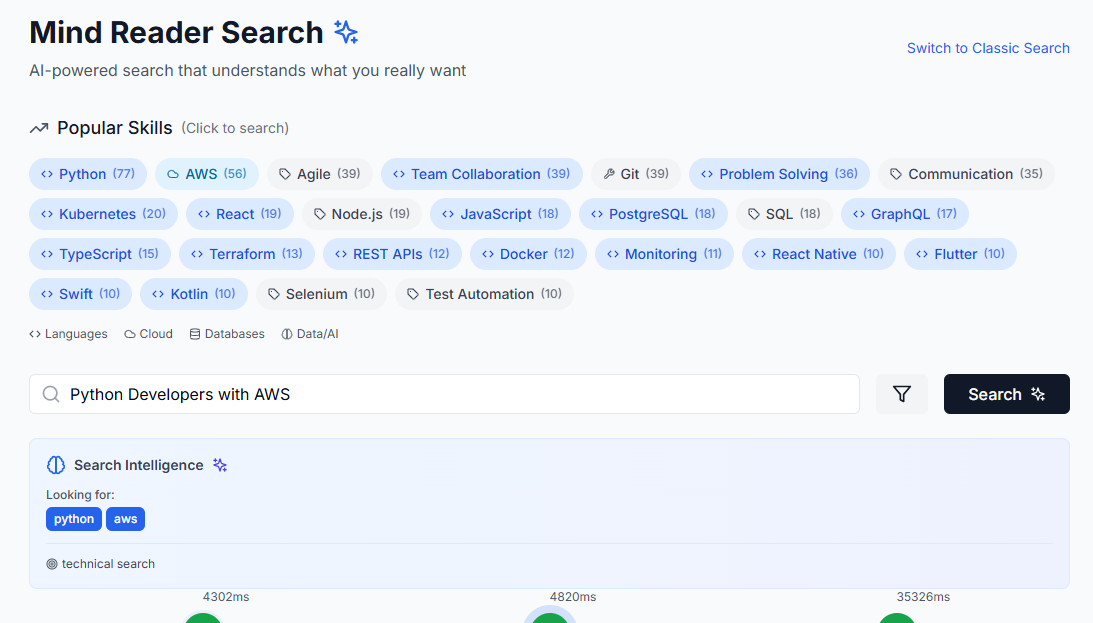 Mind Reader Search
Switch to Classic Search
AI-powered search that understands what you really want
Popular Skills (Click to search)
Python (77) AWS (56) Agile (39) Team Collaboration (39) Git (39) Problem Solving (36) Communication (35)
Kubernetes (20) React (19) Node.js (19) JavaScript (18) PostgreSQL (18) SQL (18) GraphQL (17)
TypeScript (15) Terraform (13) REST APIs (12) Docker (12) Monitoring (11) React Native (10) Flutter (10)
Swift (10) Kotlin (10) Selenium (10) Test Automation (10)
Languages Cloud Databases Data/AI
Python Developers with AWS Search
Search Intelligence
Looking for:
python aws
technical search
4302ms 4820ms 35326ms